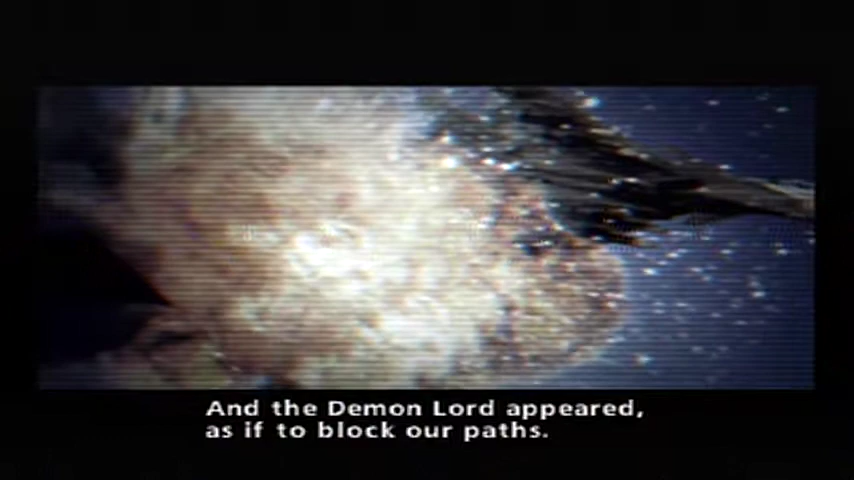 And the Demon Lord appeared,
as if to block our paths.